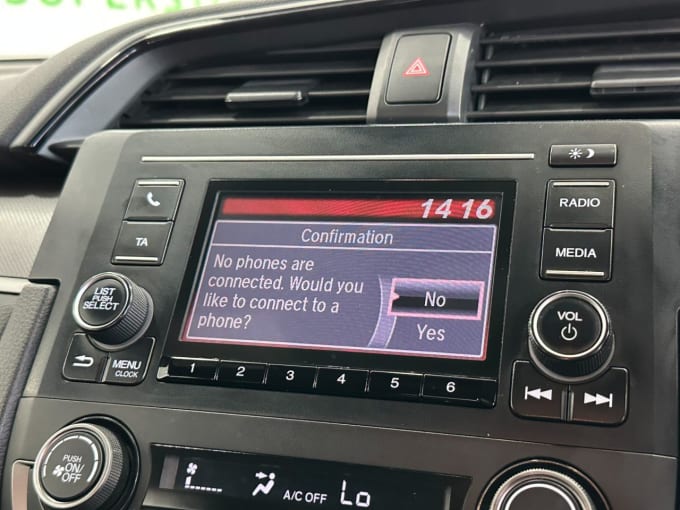 14 16
Confirmation
No phones are
connected. Would you
like to connect to a
phone?
No
Yes
TA
LIST
PUSH
SELECT
MENU
CLOCK
1 2 3 4 5 6
RADIO
MEDIA
VOL
PUSH
ON/
OFF
A/C OFF Lo